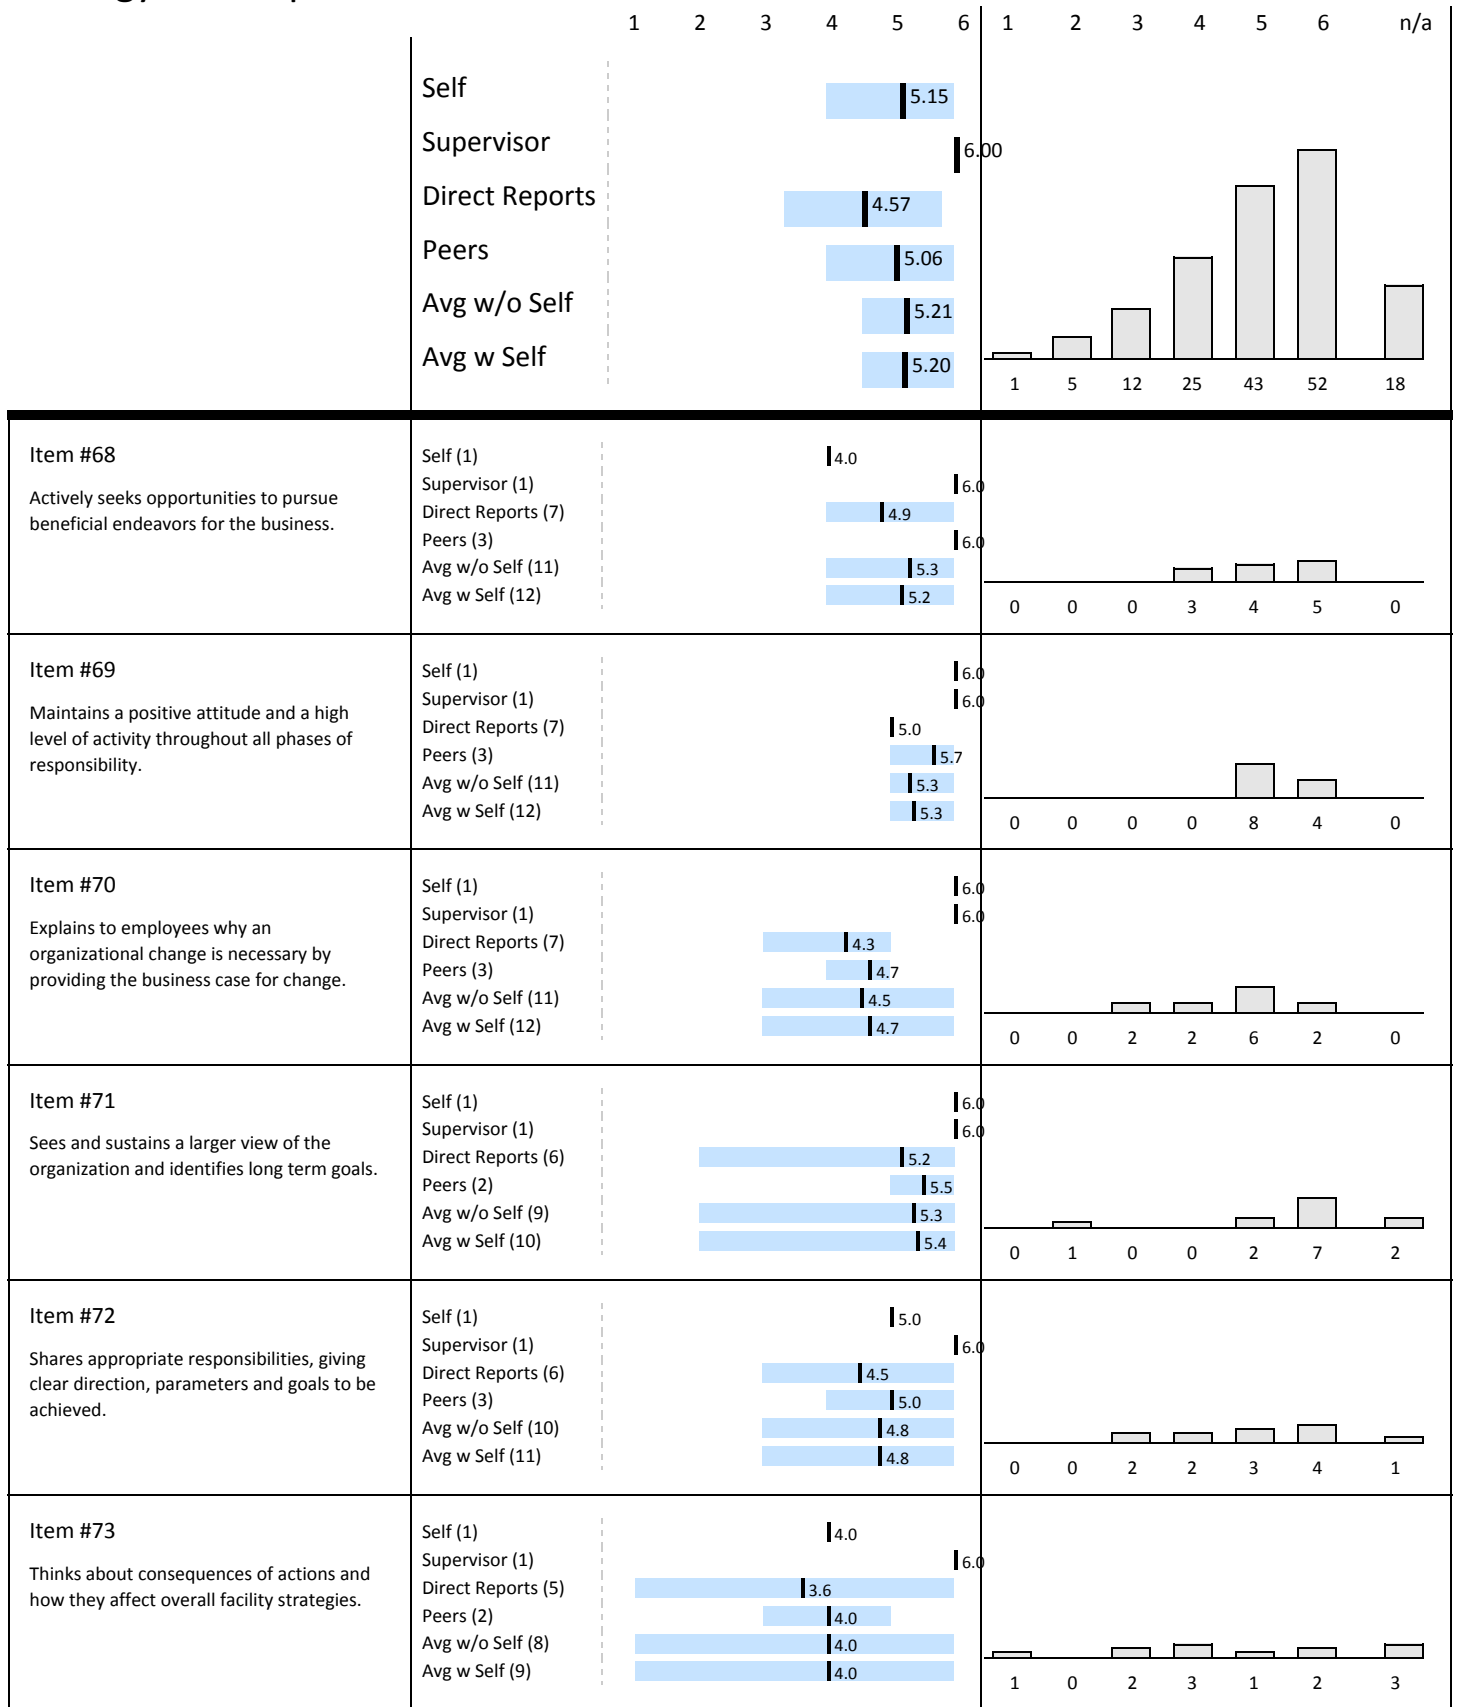 1 2 3 4 5 6 1 2 3 4 5 6 n/a
Self 5.15
Supervisor 6.00
Direct Reports 4.57
Peers 5.06
Avg w/o Self 5.21
Avg w Self 5.20
1 5 12 25 43 52 18
Item #68
Actively seeks opportunities to pursue
beneficial endeavors for the business.
Self (1) 4.0
Supervisor (1) 6.0
Direct Reports (7) 4.9
Peers (3) 6.0
Avg w/o Self (11) 5.3
Avg w Self (12) 5.2
0 0 0 3 4 5 0
Item #69
Maintains a positive attitude and a high
level of activity throughout all phases of
responsibility.
Self (1) 6.0
Supervisor (1) 6.0
Direct Reports (7) 5.0
Peers (3) 5.7
Avg w/o Self (11) 5.3
Avg w Self (12) 5.3
0 0 0 0 8 4 0
Item #70
Explains to employees why an
organizational change is necessary by
providing the business case for change.
Self (1) 6.0
Supervisor (1) 6.0
Direct Reports (7) 4.3
Peers (3) 4.7
Avg w/o Self (11) 4.5
Avg w Self (12) 4.7
0 0 2 2 6 2 0
Item #71
Sees and sustains a larger view of the
organization and identifies long term goals.
Self (1) 6.0
Supervisor (1) 6.0
Direct Reports (6) 5.2
Peers (2) 5.5
Avg w/o Self (9) 5.3
Avg w Self (10) 5.4
0 1 0 0 2 7 2
Item #72
Shares appropriate responsibilities, giving
clear direction, parameters and goals to be
achieved.
Self (1) 5.0
Supervisor (1) 6.0
Direct Reports (6) 4.5
Peers (3) 5.0
Avg w/o Self (10) 4.8
Avg w Self (11) 4.8
0 0 2 2 3 4 1
Item #73
Thinks about consequences of actions and
how they affect overall facility strategies.
Self (1) 4.0
Supervisor (1) 6.0
Direct Reports (5) 3.6
Peers (2) 4.0
Avg w/o Self (8) 4.0
Avg w Self (9) 4.0
1 0 2 3 1 2 3